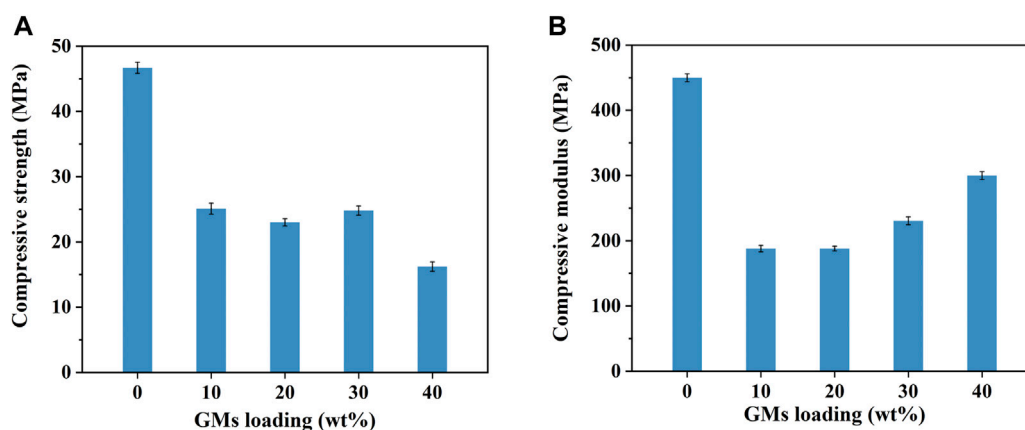 A
Compressive strength (MPa)
50
40
30
20
10
0
0 10 20 30 40
GMs loading (wt%)
B
Compressive modulus (MPa)
500
400
300
200
100
0
0 10 20 30 40
GMs loading (wt%)